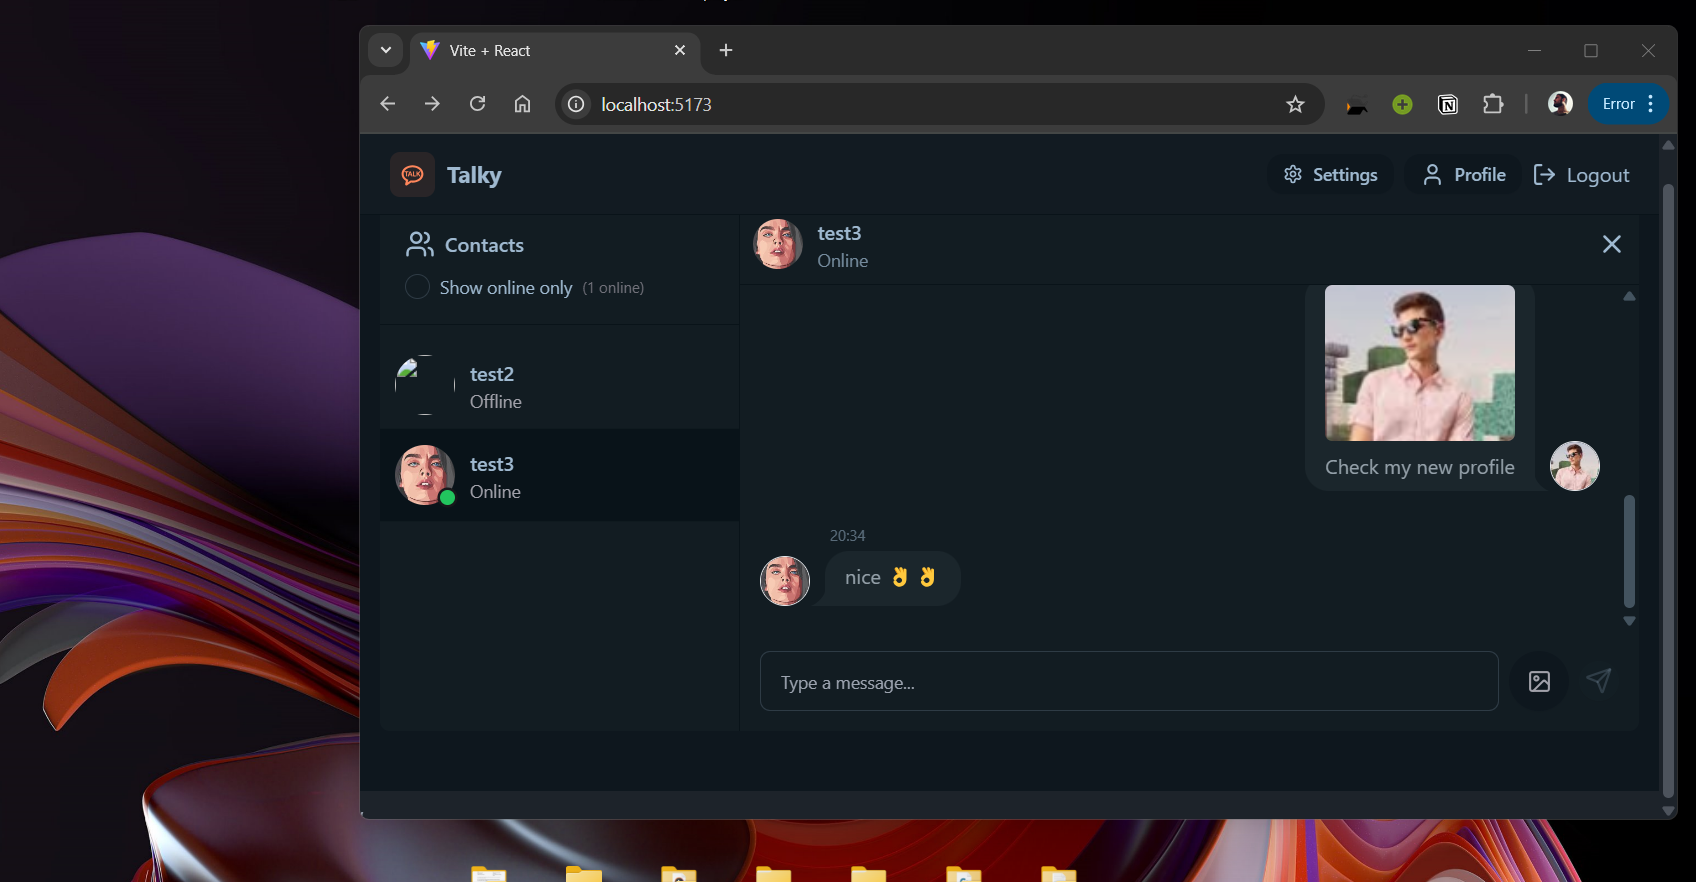 Vite + React
localhost:5173
Error
TALK
Talky
Settings
Profile
Logout
Contacts
Show online only (1 online)
test2
Offline
test3
Online
test3
Online
Check my new profile
20:34
nice 👌 👌
Type a message...